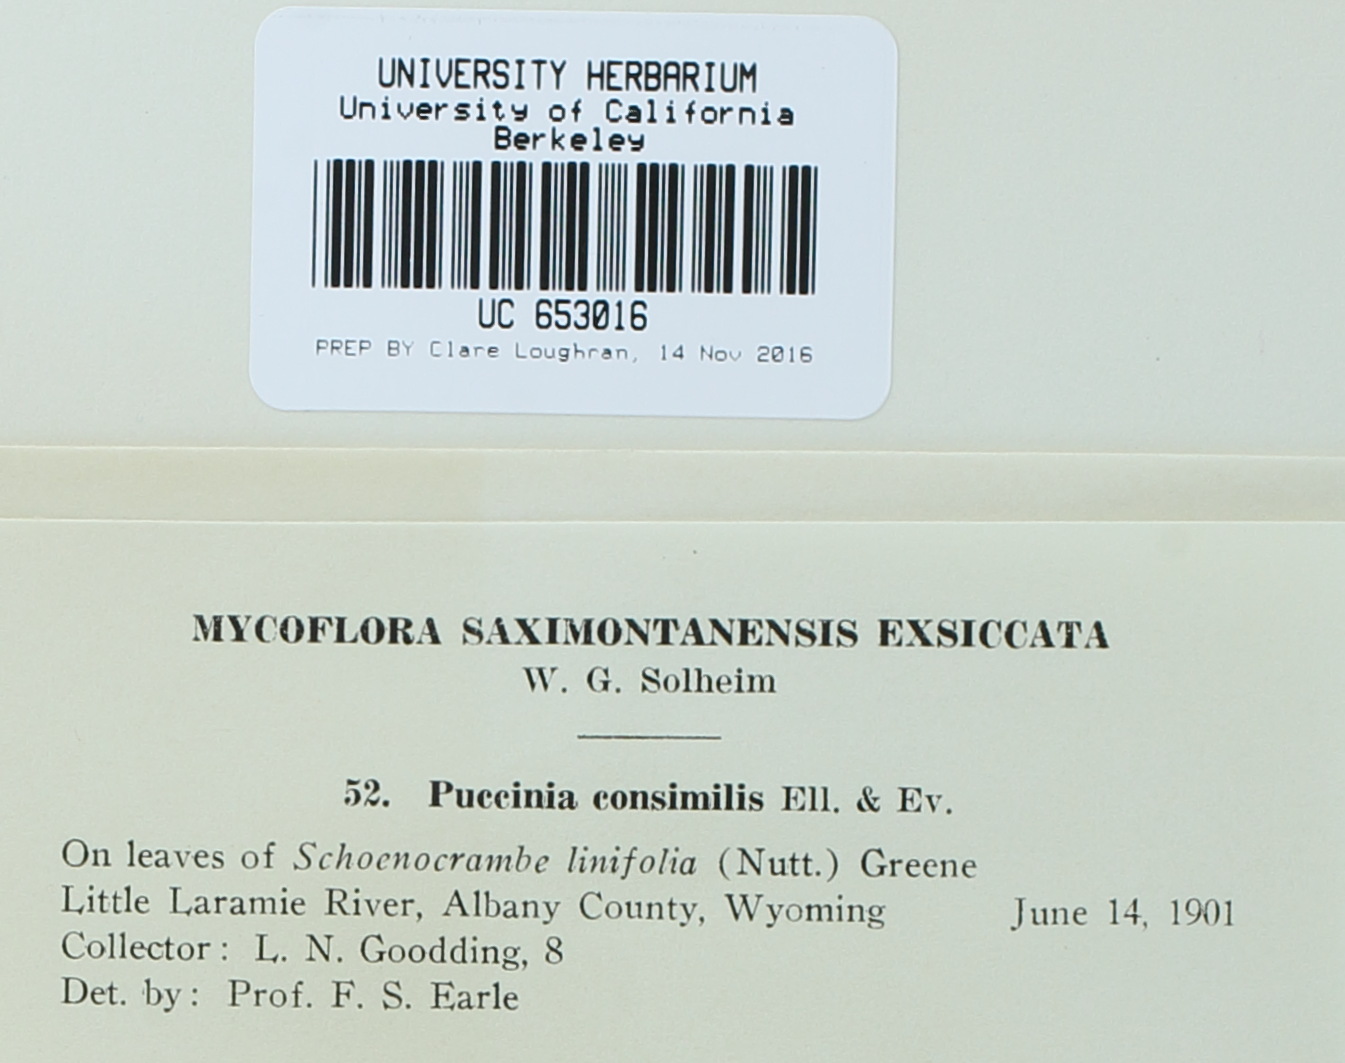 UNIVERSITY HERBARIUM
University of California
Berkeley
UC 653016
PREP BY Clare Loughran, 14 Nov 2016
MYCOFLORA SAXIMONTANENSIS EXSICCATA
W. G. Solheim
52. Puccinia consimilis Ell. & Ev.
On leaves of Schoenocrambe linifolia (Nutt.) Greene
Little Laramie River, Albany County, Wyoming June 14, 1901
Collector: L. N. Goodding, 8
Det. by: Prof. F. S. Earle